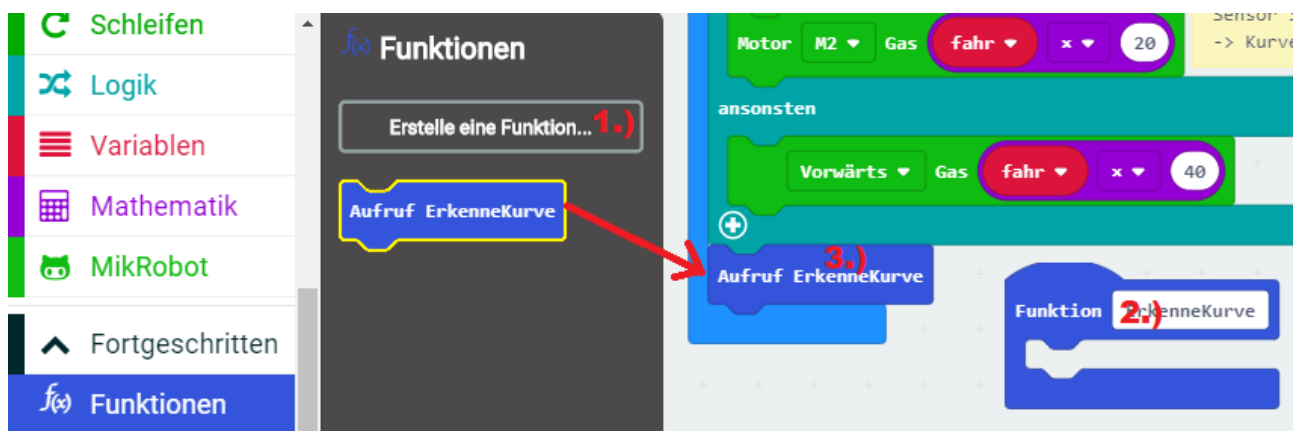 Schleifen
Logik
Variablen
Mathematik
MikRobot
Fortgeschritten
f(x) Funktionen
f(x) Funktionen
Erstelle eine Funktion... 1.)
Aufruf ErkenneKurve
Motor M2 Gas fahr x 20
ansonsten
Vorwärts Gas fahr x 40
Aufruf ErkenneKurve
3.)
Funktion ErkenneKurve
2.)
Sensor
-> Kurve